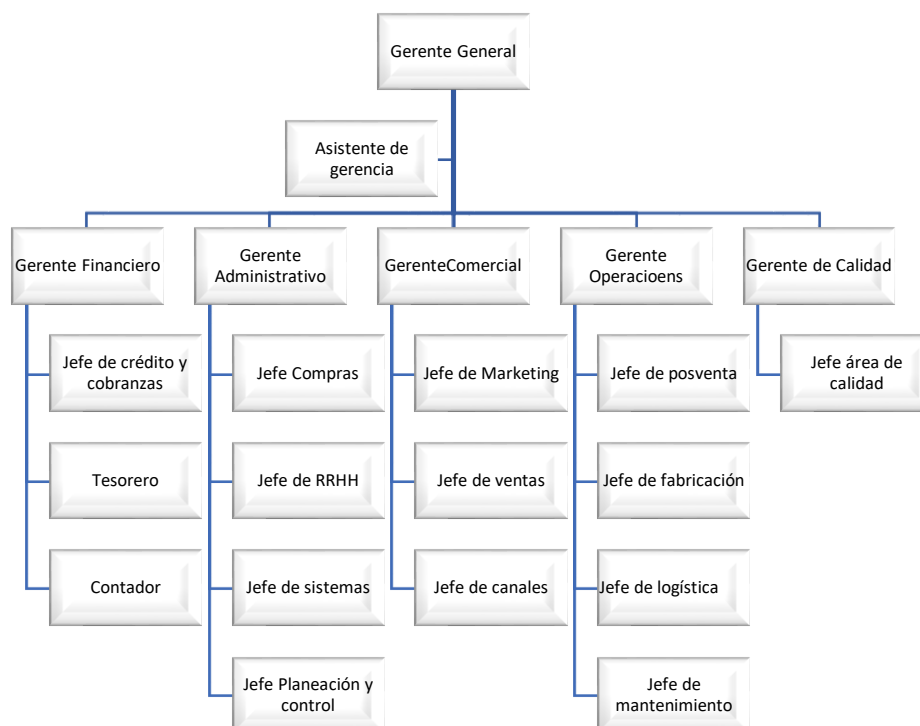 Gerente General
Asistente de
gerencia
Gerente Financiero
Gerente
Administrativo
GerenteComercial
Gerente
Operacioens
Gerente de Calidad
Jefe de crédito y
cobranzas
Jefe Compras
Jefe de Marketing
Jefe de posventa
Jefe área de
calidad
Tesorero
Jefe de RRHH
Jefe de ventas
Jefe de fabricación
Contador
Jefe de sistemas
Jefe de canales
Jefe de logística
Jefe Planeación y
control
Jefe de
mantenimiento